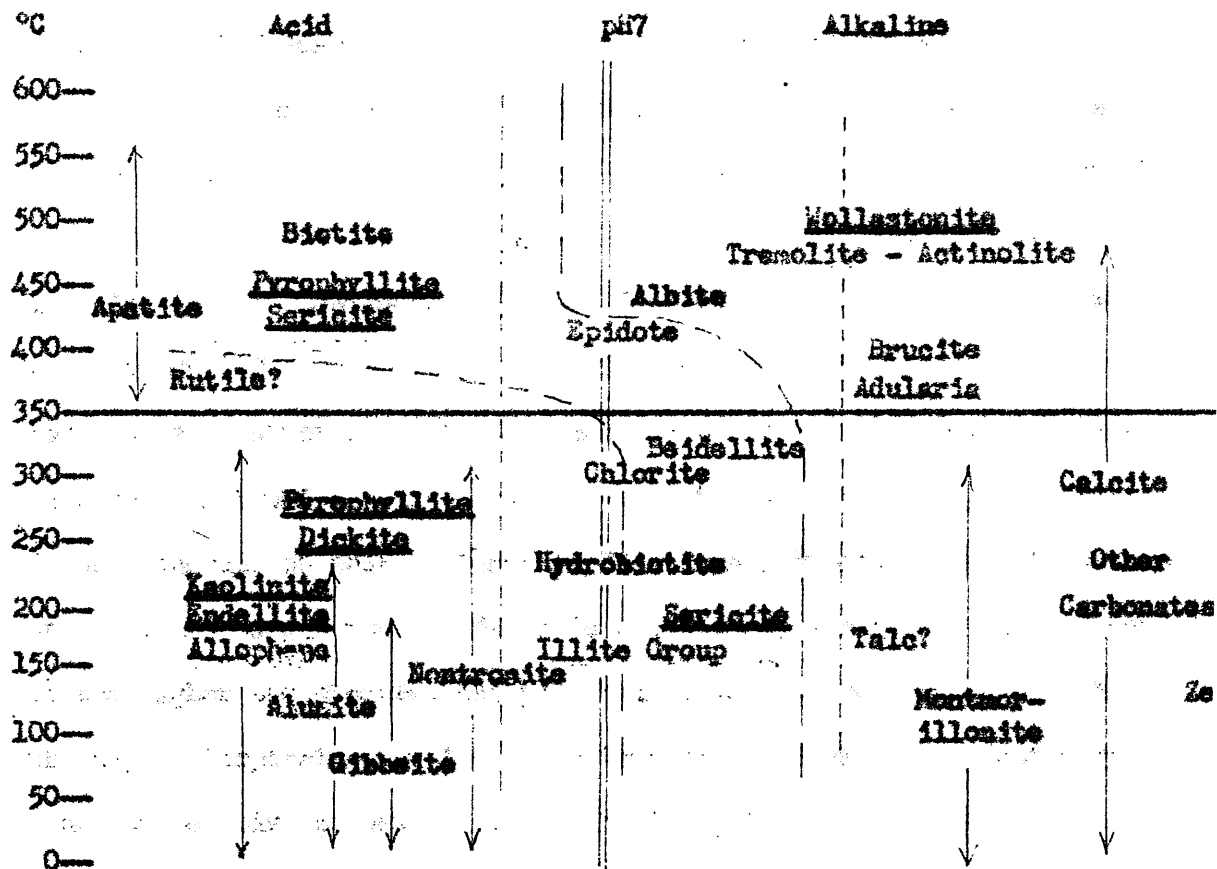 °C Acid pH7 Alkaline
600
550
500
Wollastonite
Biotite
Tremolite - Actinolite
450
Pyrophyllite
Albite
Apatite
Sericite
Epidote
400
Brucite
Rutile?
Adularia
350
Beidellite
300
Chlorite
Calcite
Pyrophyllite
250
Dickite
Hydrobiotite
Other
Kaolinite
200
Endellite
Sericite
Carbonates
Allophane
Illite Group
Talc?
150
Nontrosite
Alunite
Montmor-
Ze
100
illonite
Gibbsite
50
0